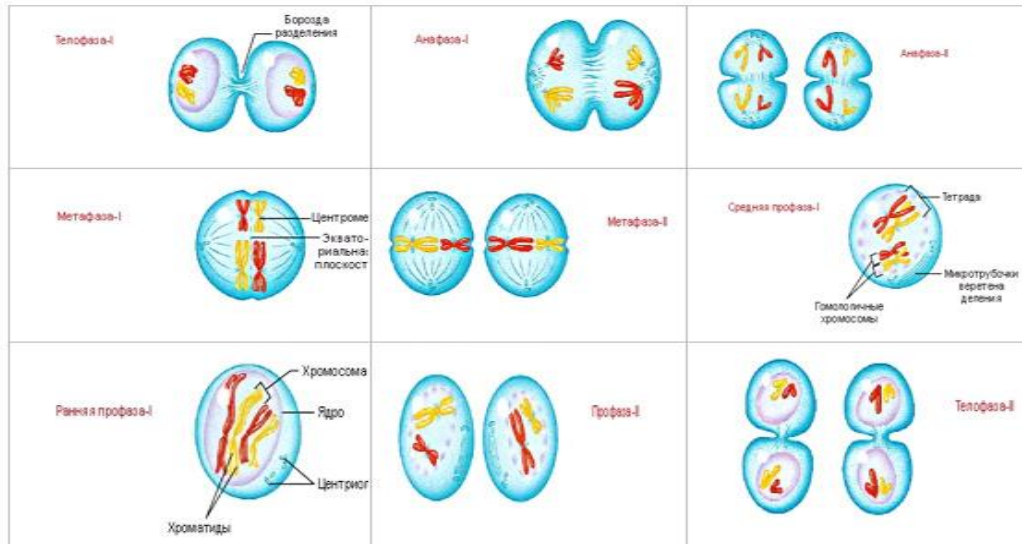 Телофаза-I
Борозда
разделения
Анафаза-I
Анафаза-II
Метафаза-I
Центроме
Эквато-
риальна:
плоскост
Метафаза-II
Средняя профаза-I
Тетрада
Микротрубочки
веретена
деления
Гомологичные
хромосомы
Ранняя профаза-I
Хромосома
Ядро
Центриол
Хроматиды
Профаза-II
Телофаза-II